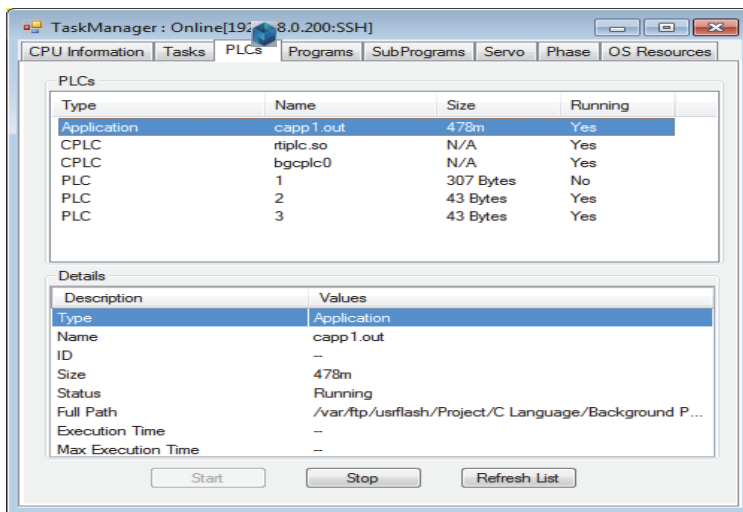 TaskManager : Online[192 8.0.200:SSH]
CPU Information Tasks PLCs Programs SubPrograms Servo Phase OS Resources
PLCs
Type Name Size Running
Application capp1.out 478m Yes
CPLC rtiplc.so N/A Yes
CPLC bgcplc0 N/A Yes
PLC 1 307 Bytes No
PLC 2 43 Bytes Yes
PLC 3 43 Bytes Yes
Details
Description Values
Type Application
Name capp1.out
ID --
Size 478m
Status Running
Full Path /var/ftp/usrflash/Project/C Language/Background P...
Execution Time --
Max Execution Time --
Start Stop Refresh List